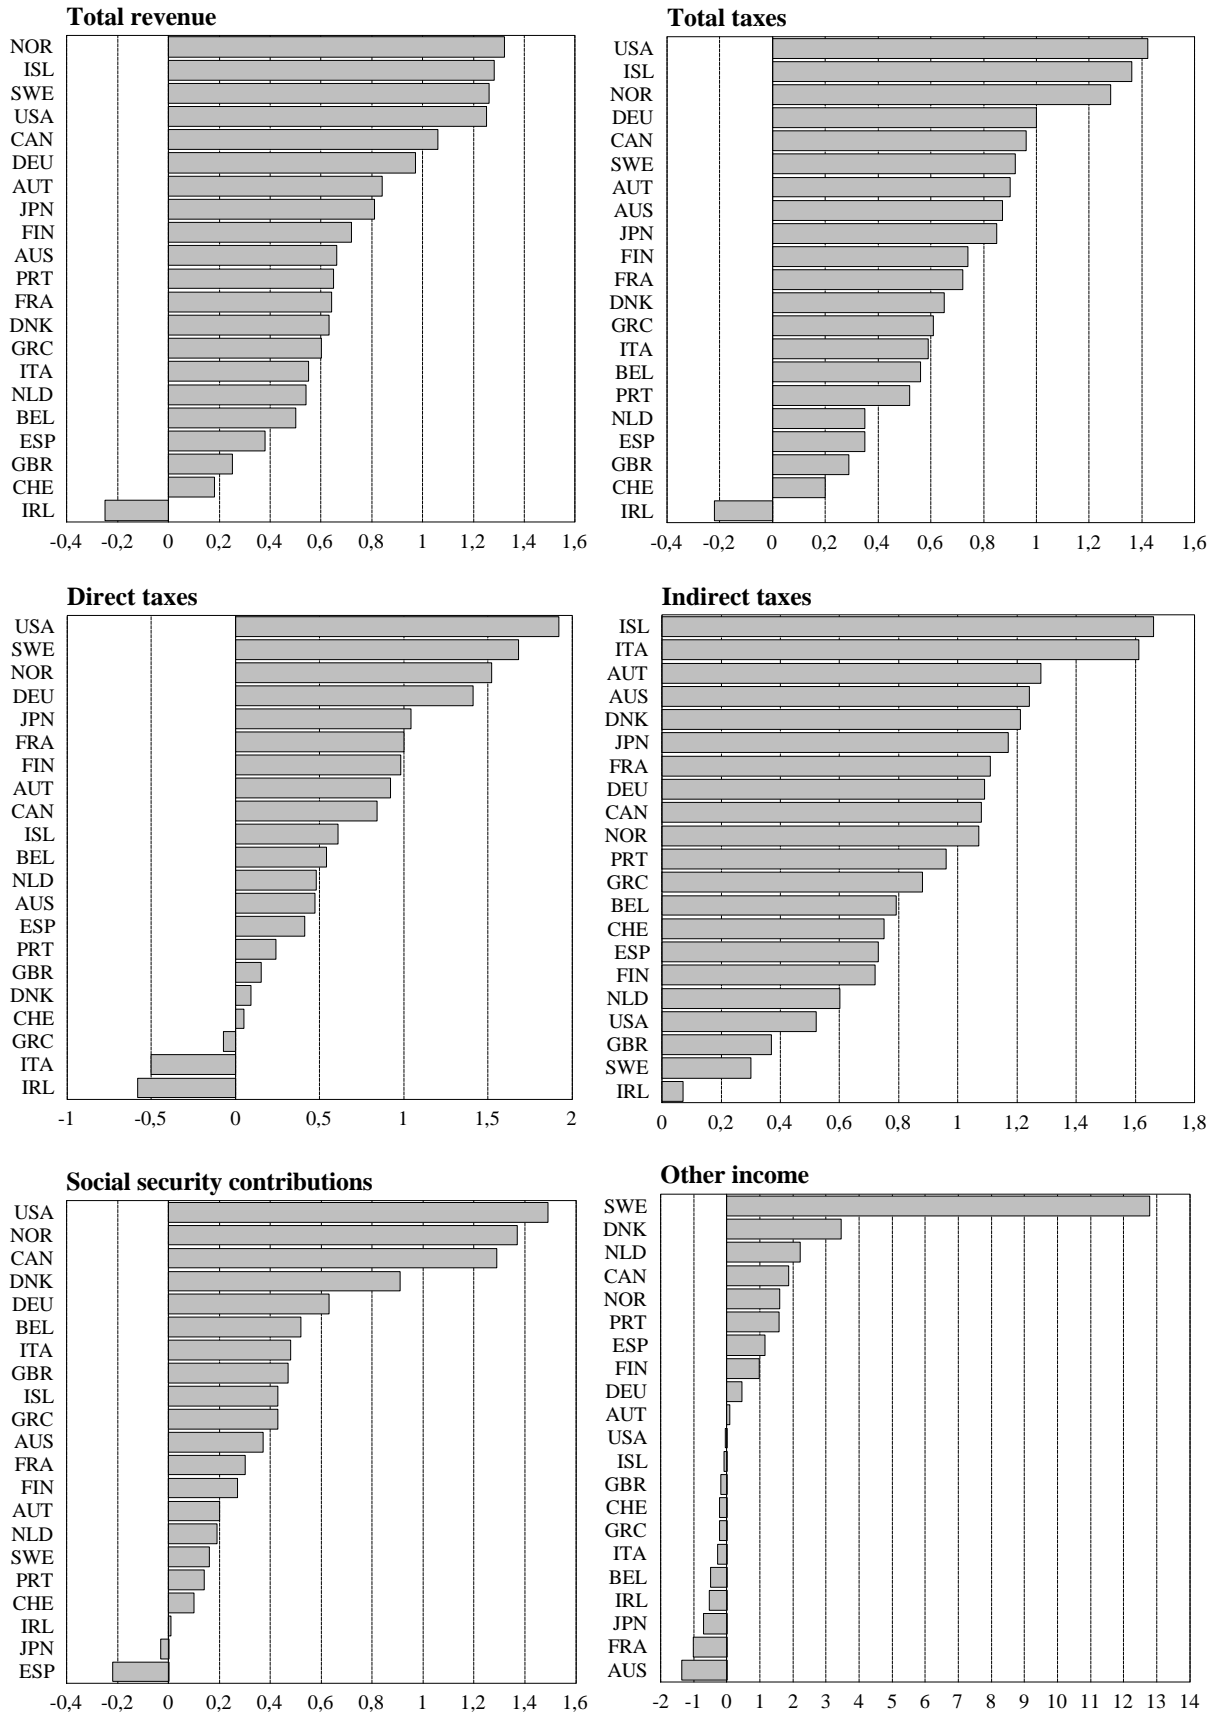 Total revenue
NOR
ISL
SWE
USA
CAN
DEU
AUT
JPN
FIN
AUS
PRT
FRA
DNK
GRC
ITA
NLD
BEL
ESP
GBR
CHE
IRL
-0,4 -0,2 0 0,2 0,4 0,6 0,8 1 1,2 1,4 1,6
Total taxes
USA
ISL
NOR
DEU
CAN
SWE
AUT
AUS
JPN
FIN
FRA
DNK
GRC
ITA
BEL
PRT
NLD
ESP
GBR
CHE
IRL
-0,4 -0,2 0 0,2 0,4 0,6 0,8 1 1,2 1,4 1,6
Direct taxes
USA
SWE
NOR
DEU
JPN
FRA
FIN
AUT
CAN
ISL
BEL
NLD
AUS
ESP
PRT
GBR
DNK
CHE
GRC
ITA
IRL
-1 -0,5 0 0,5 1 1,5 2
Indirect taxes
ISL
ITA
AUT
AUS
DNK
JPN
FRA
DEU
CAN
NOR
PRT
GRC
BEL
CHE
ESP
FIN
NLD
USA
GBR
SWE
IRL
0 0,2 0,4 0,6 0,8 1 1,2 1,4 1,6 1,8
Social security contributions
USA
NOR
CAN
DNK
DEU
BEL
ITA
GBR
ISL
GRC
AUS
FRA
FIN
AUT
NLD
SWE
PRT
CHE
IRL
JPN
ESP
-0,4 -0,2 0 0,2 0,4 0,6 0,8 1 1,2 1,4 1,6
Other income
SWE
DNK
NLD
CAN
NOR
PRT
ESP
FIN
DEU
AUT
USA
ISL
GBR
CHE
GRC
ITA
BEL
IRL
JPN
FRA
AUS
-2 -1 0 1 2 3 4 5 6 7 8 9 10 11 12 13 14